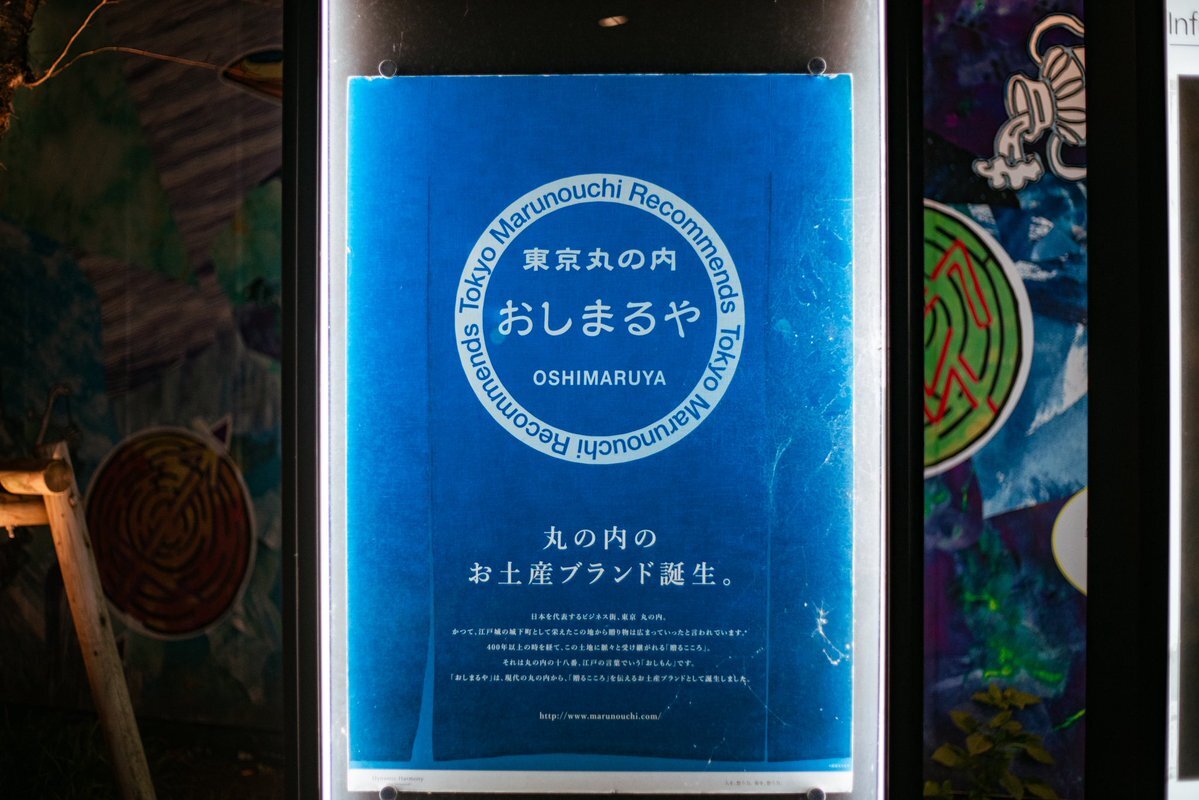 Tokyo Marunouchi Recommends Tokyo Marunouchi Recommends
東京丸の内
おしまるや
OSHIMARUYA
丸の内の
お土産ブランド誕生。
日本を代表するビジネス街、東京 丸の内。
かつて、江戸城の城下町として栄えたこの地から贈り物は広まっていったと言われています。*
400年以上の時を経て、この土地に脈々と受け継がれる「贈るこころ」。
それは丸の内の十八番、江戸の言葉でいう「おしもん」です。
「おしまるや」は、現代の丸の内から、「贈るこころ」を伝えるお土産ブランドとして誕生しました。
http://www.marunouchi.com/
Dynamic Harmony
Inf